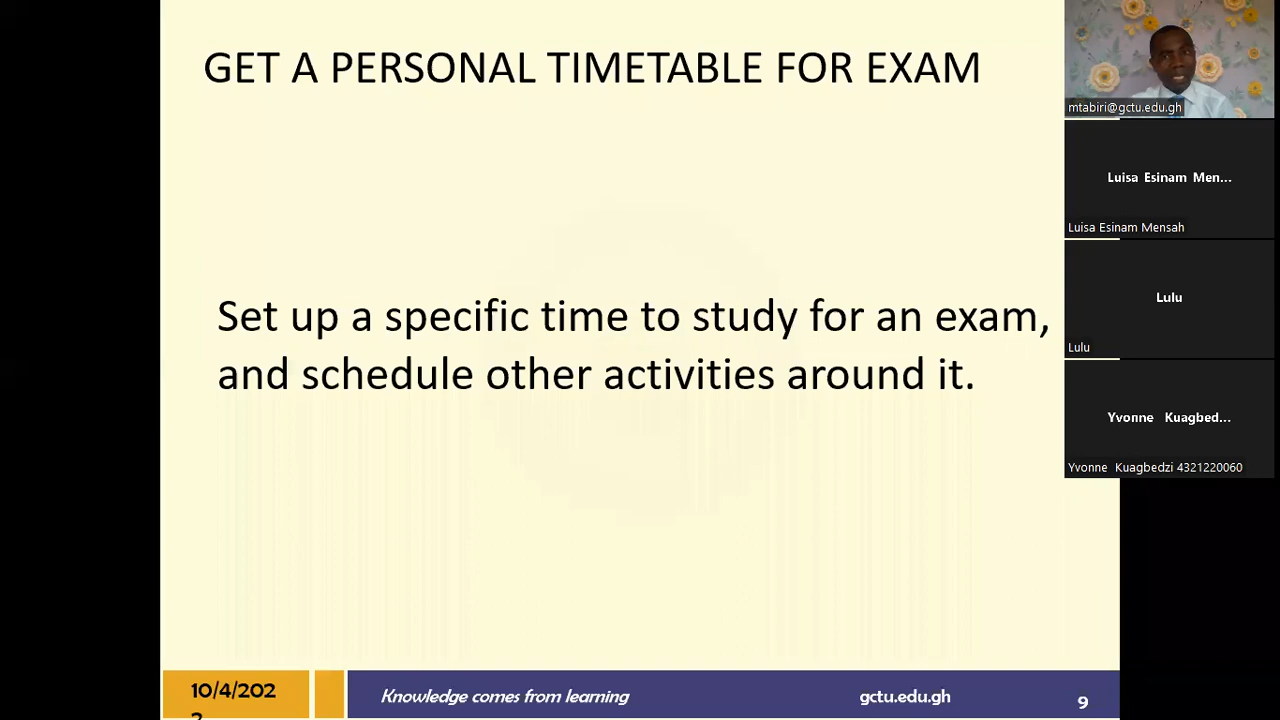 GET A PERSONAL TIMETABLE FOR EXAM
Set up a specific time to study for an exam,
and schedule other activities around it.
10/4/202
Knowledge comes from learning
gctu.edu.gh
9
mtabiri@gctu.edu.gh
Luisa Esinam Men...
Luisa Esinam Mensah
Lulu
Lulu
Yvonne Kuagbed...
Yvonne Kuagbedzi 4321220060